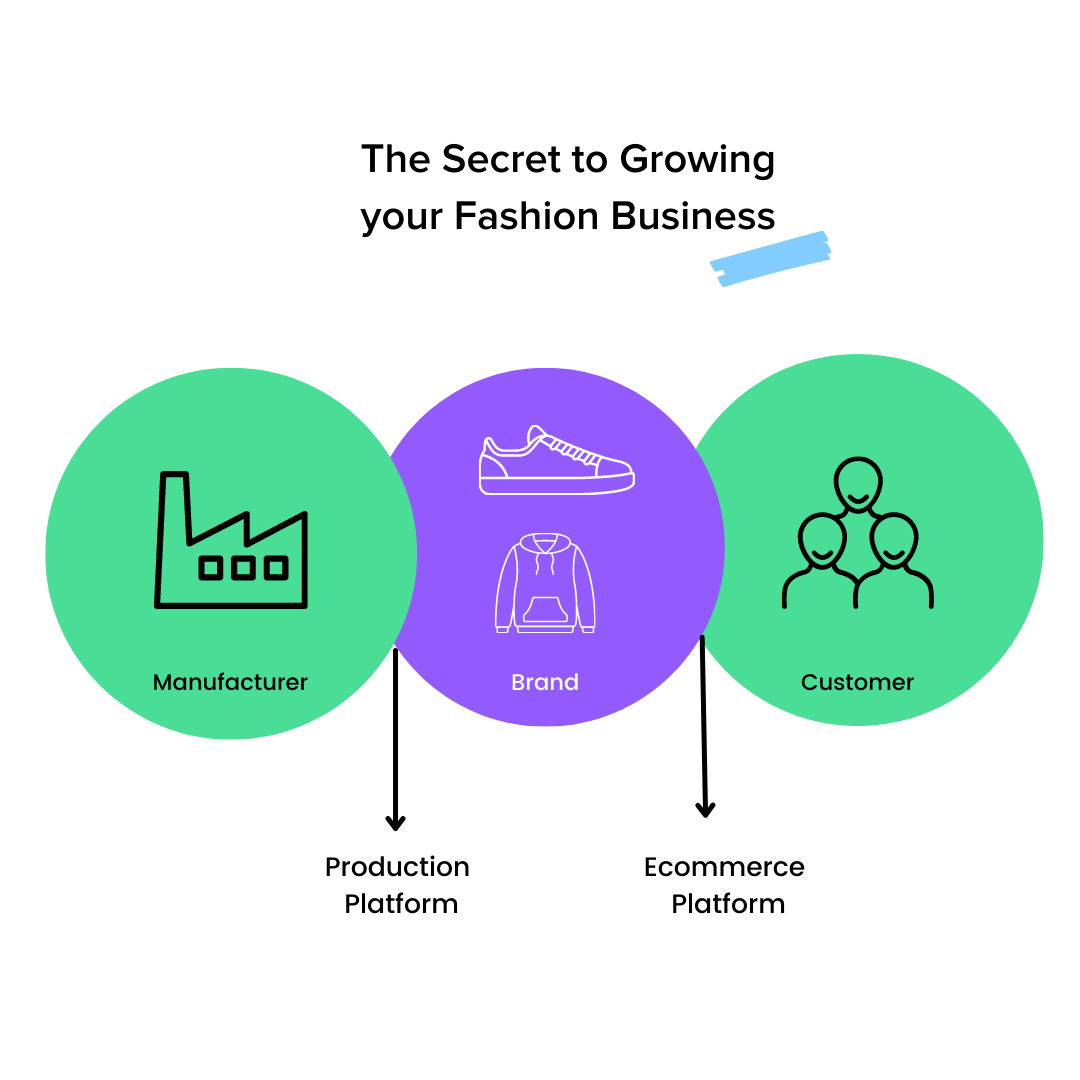 The Secret to Growing
your Fashion Business
Manufacturer
Brand
Customer
Production
Platform
Ecommerce
Platform